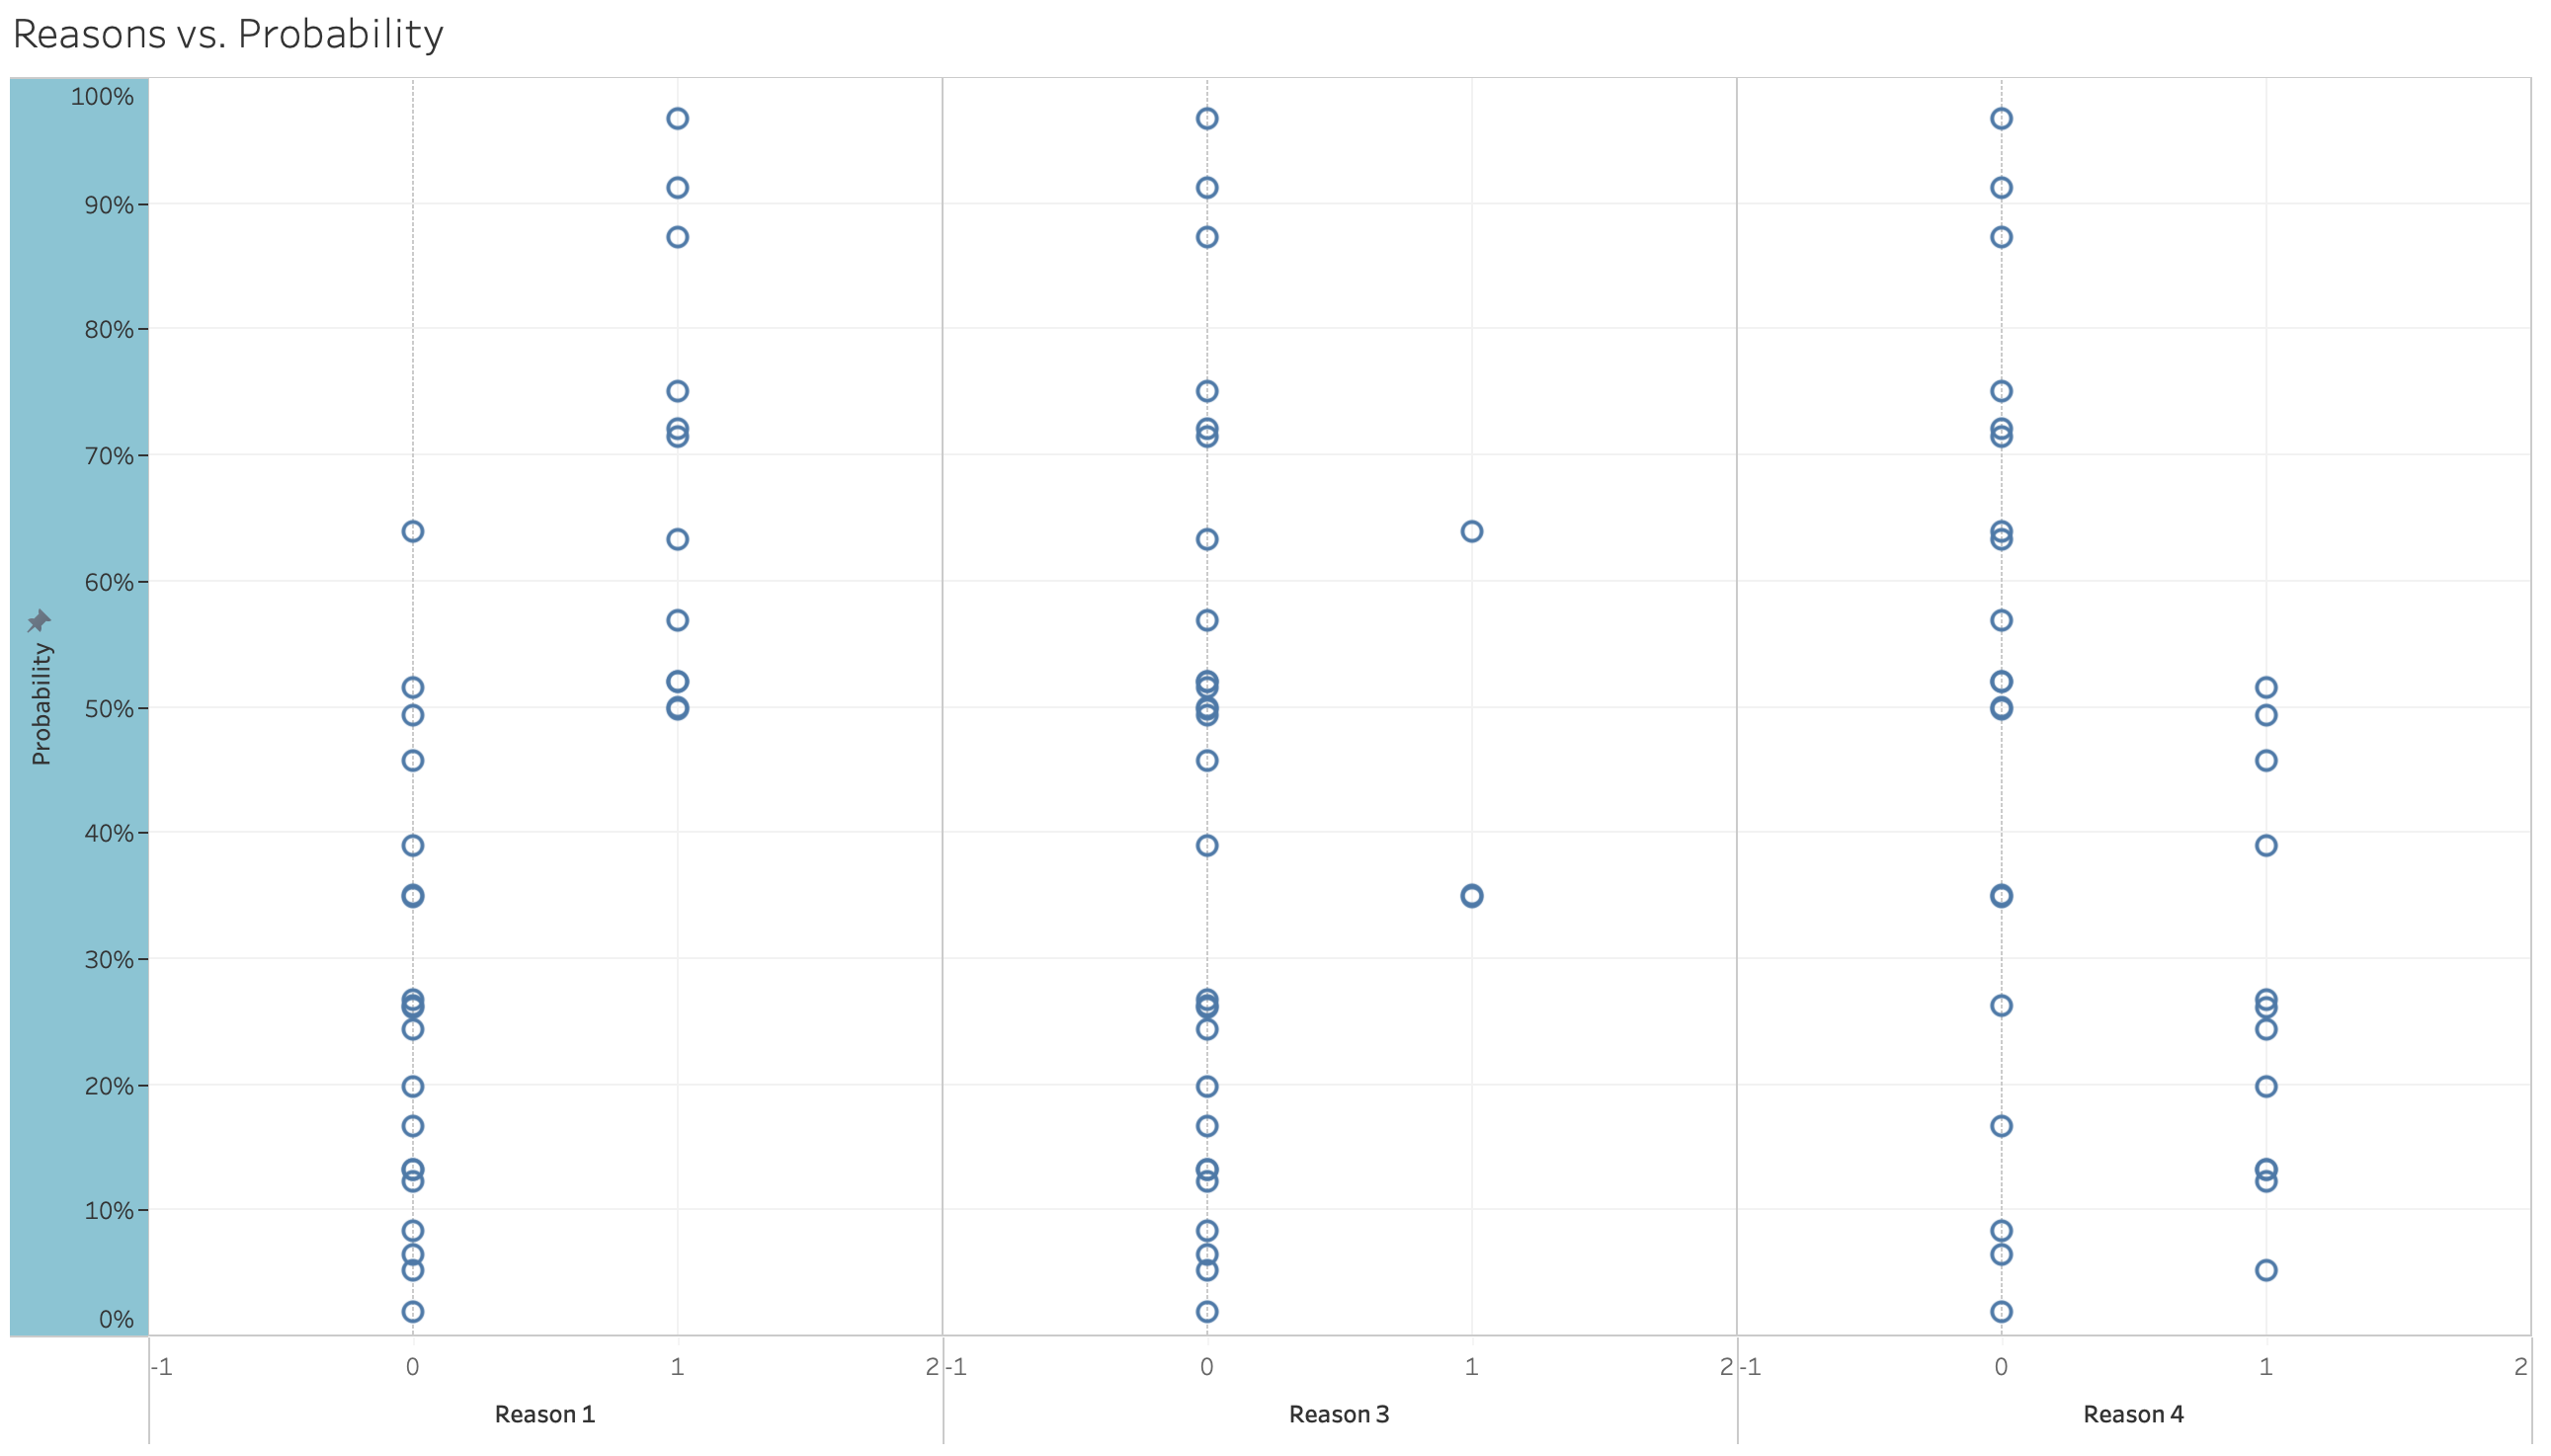 Reasons vs. Probability
100%
90%
80%
70%
60%
50%
40%
30%
20%
10%
0%
Probability
-1 0 1 2 -1 0 1 2 -1 0 1 2
Reason 1 Reason 3 Reason 4